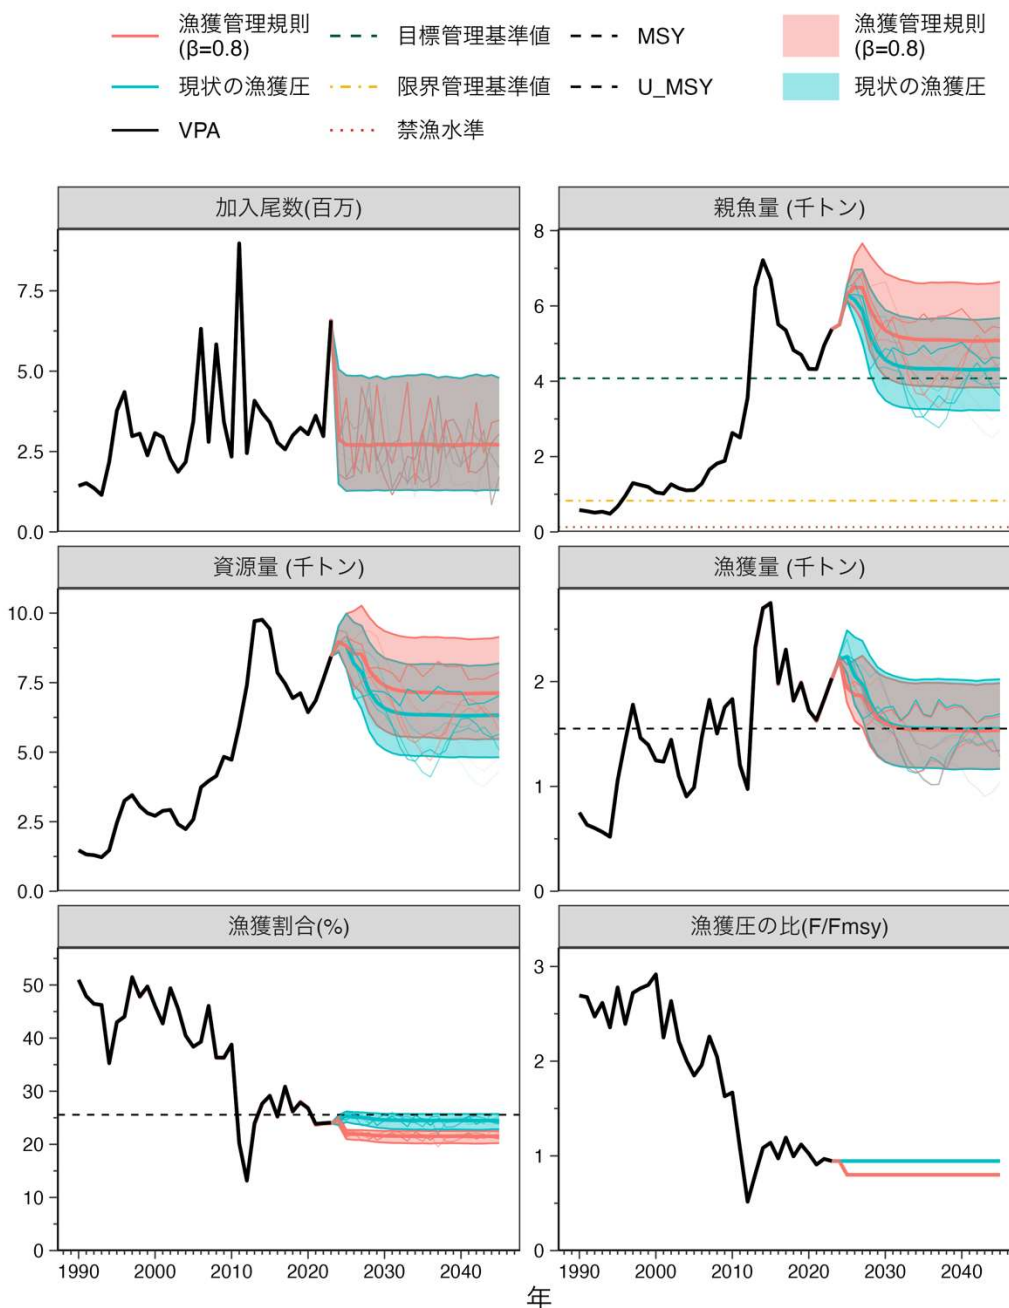 漁獲管理規則
(β=0.8)
目標管理基準値
MSY
漁獲管理規則
(β=0.8)
現状の漁獲圧
限界管理基準値
U_MSY
現状の漁獲圧
VPA
禁漁水準
加入尾数(百万)
7.5
5.0
2.5
0.0
親魚量 (千トン)
8
6
4
2
0
資源量 (千トン)
10.0
7.5
5.0
2.5
0.0
漁獲量 (千トン)
2
1
0
漁獲割合(%)
50
40
30
20
10
0
1990 2000 2010 2020 2030 2040
漁獲圧の比(F/Fmsy)
3
2
1
0
1990 2000 2010 2020 2030 2040
年